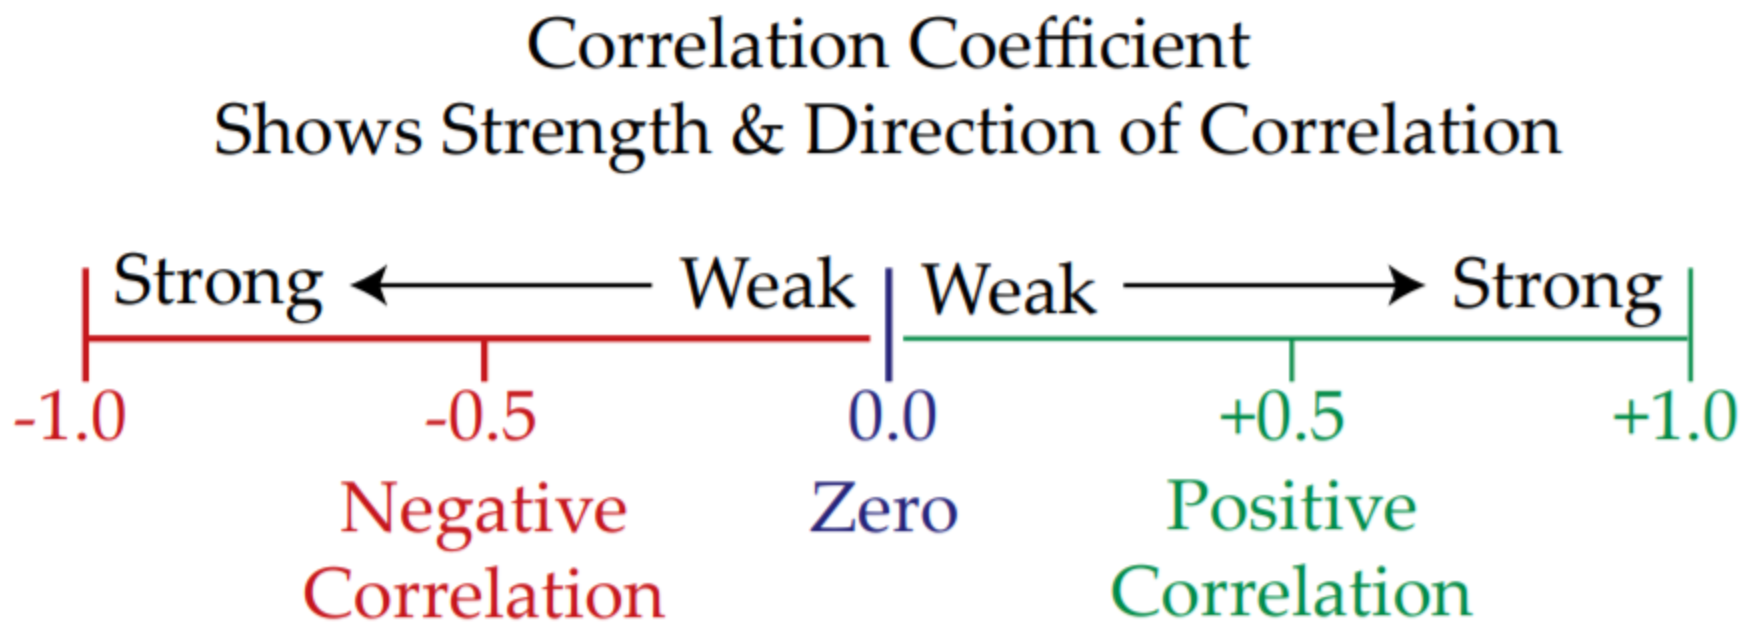 Correlation Coefficient
Shows Strength & Direction of Correlation
Strong Weak Weak Strong
-1.0 -0.5 0.0 +0.5 +1.0
Negative Zero Positive
Correlation Correlation